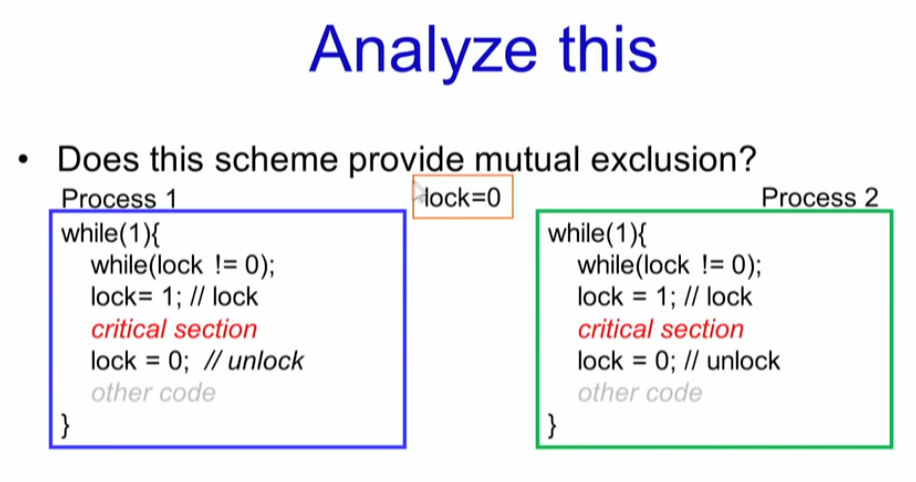 Analyze this
• Does this scheme provide mutual exclusion?
Process 1
lock=0
Process 2
while(1){
while(lock != 0);
lock= 1; // lock
critical section
lock = 0; // unlock
other code
}
while(1){
while(lock != 0);
lock = 1; // lock
critical section
lock = 0; // unlock
other code
}